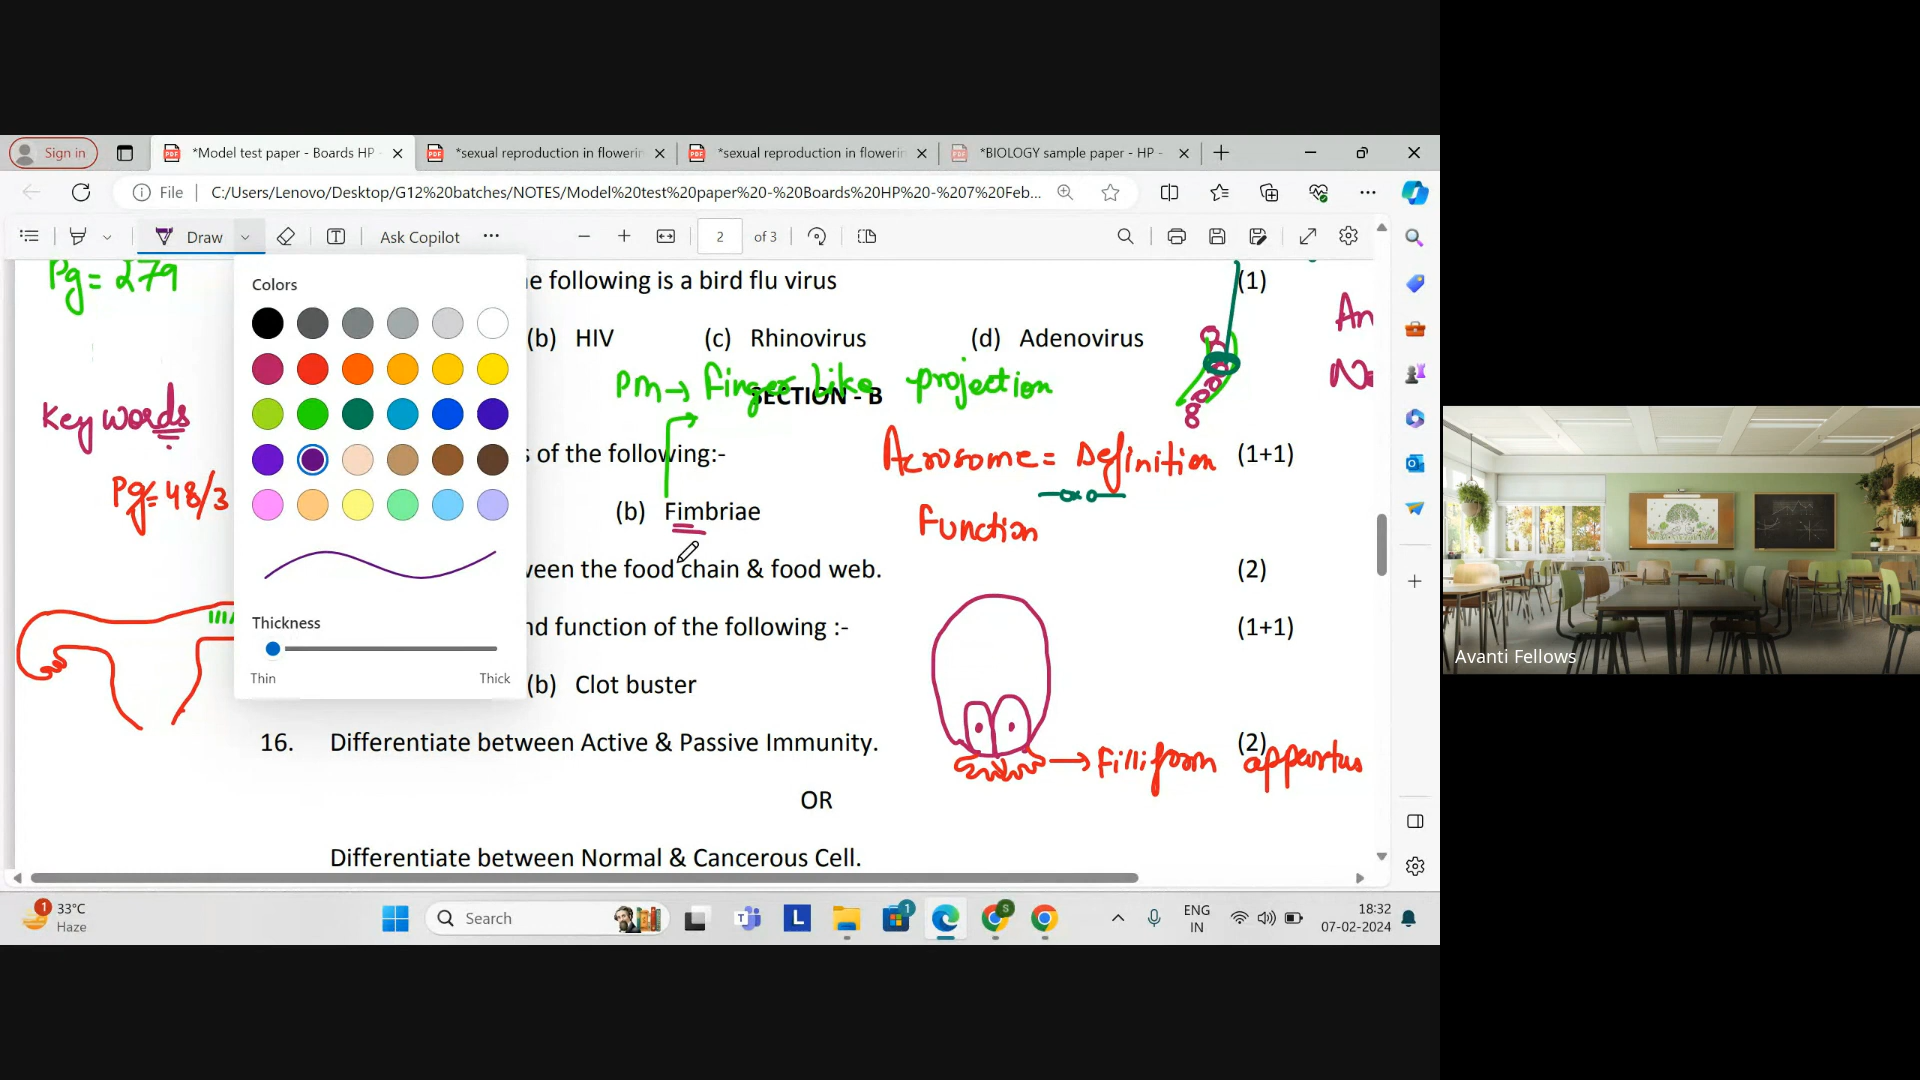 Sign in
*Model test paper - Boards HP -
*sexual reproduction in flowerin
*sexual reproduction in flowerin
*BIOLOGY sample paper - HP -
File
C:/Users/Lenovo/Desktop/G12%20batches/NOTES/Model%20test%20paper%20-%20Boards%20HP%20-%207%20Feb...
Draw
Ask Copilot
2 of 3
Pg= 279
Colors
e following is a bird flu virus (1)
(b) HIV (c) Rhinovirus (d) Adenovirus
An
Pm → finger like projection
SECTION - B
Key words
s of the following:- (1+1)
Acrosome = Definition
Pg= 48/3
(b) Fimbriae
Function
veen the food chain & food web. (2)
Thickness
nd function of the following :- (1+1)
Thin Thick
(b) Clot buster
16. Differentiate between Active & Passive Immunity. (2)
Filliform appartus
OR
Differentiate between Normal & Cancerous Cell.
Avanti Fellows
1
33°C
Haze
Search
L
1
S
ENG
IN
18:32
07-02-2024